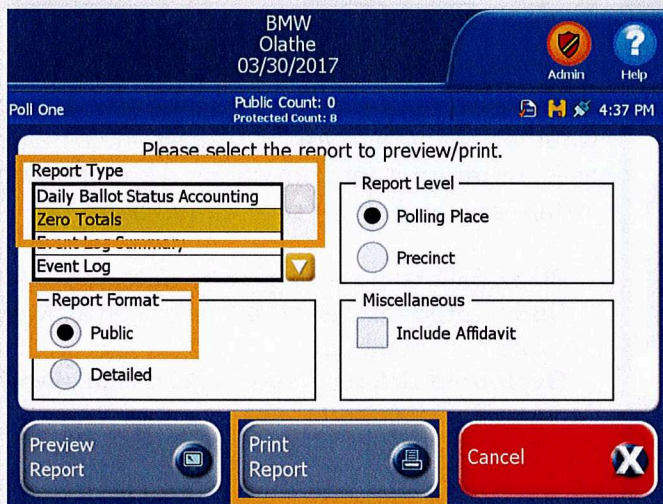 BMW
Olathe
03/30/2017
Admin
Help
Poll One
Public Count: 0
Protected Count: 8
4:37 PM
Please select the report to preview/print.
Report Type
Daily Ballot Status Accounting
Zero Totals
Event Log Summary
Event Log
Report Level
Polling Place
Precinct
Report Format
Public
Detailed
Miscellaneous
Include Affidavit
Preview
Report
Print
Report
Cancel